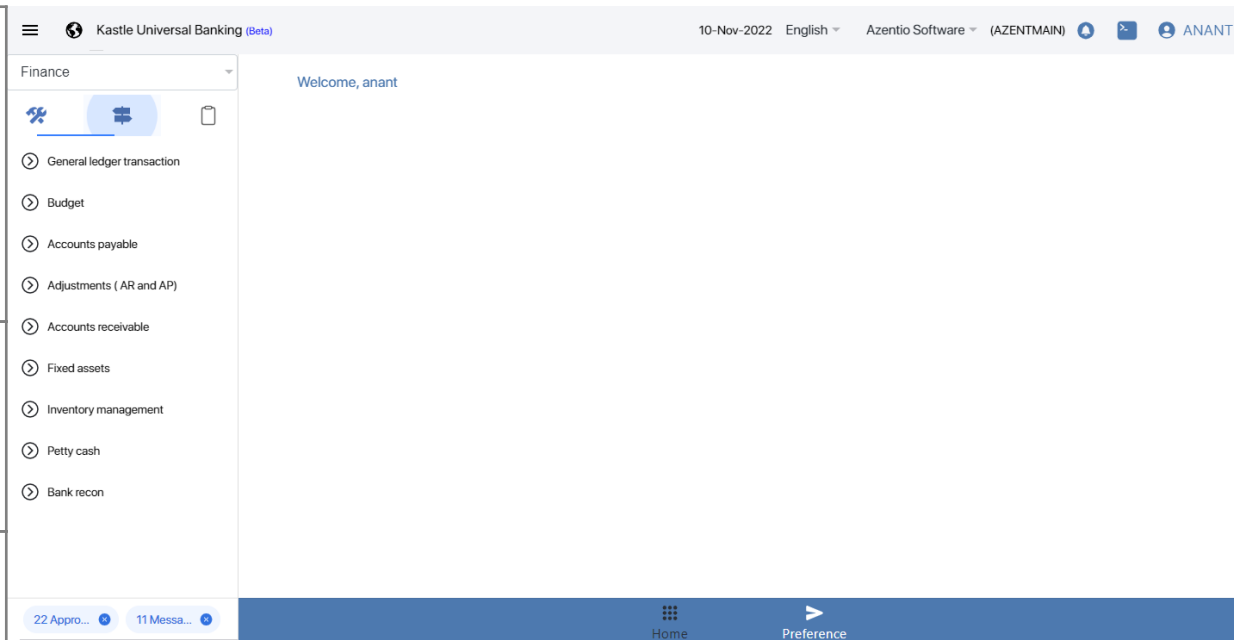 Kastle Universal Banking (Beta)
10-Nov-2022 English Azentio Software (AZENTMAIN) ANANT
Finance
Welcome, anant
General ledger transaction
Budget
Accounts payable
Adjustments ( AR and AP)
Accounts receivable
Fixed assets
Inventory management
Petty cash
Bank recon
22 Appro... 11 Messa...
Home Preference